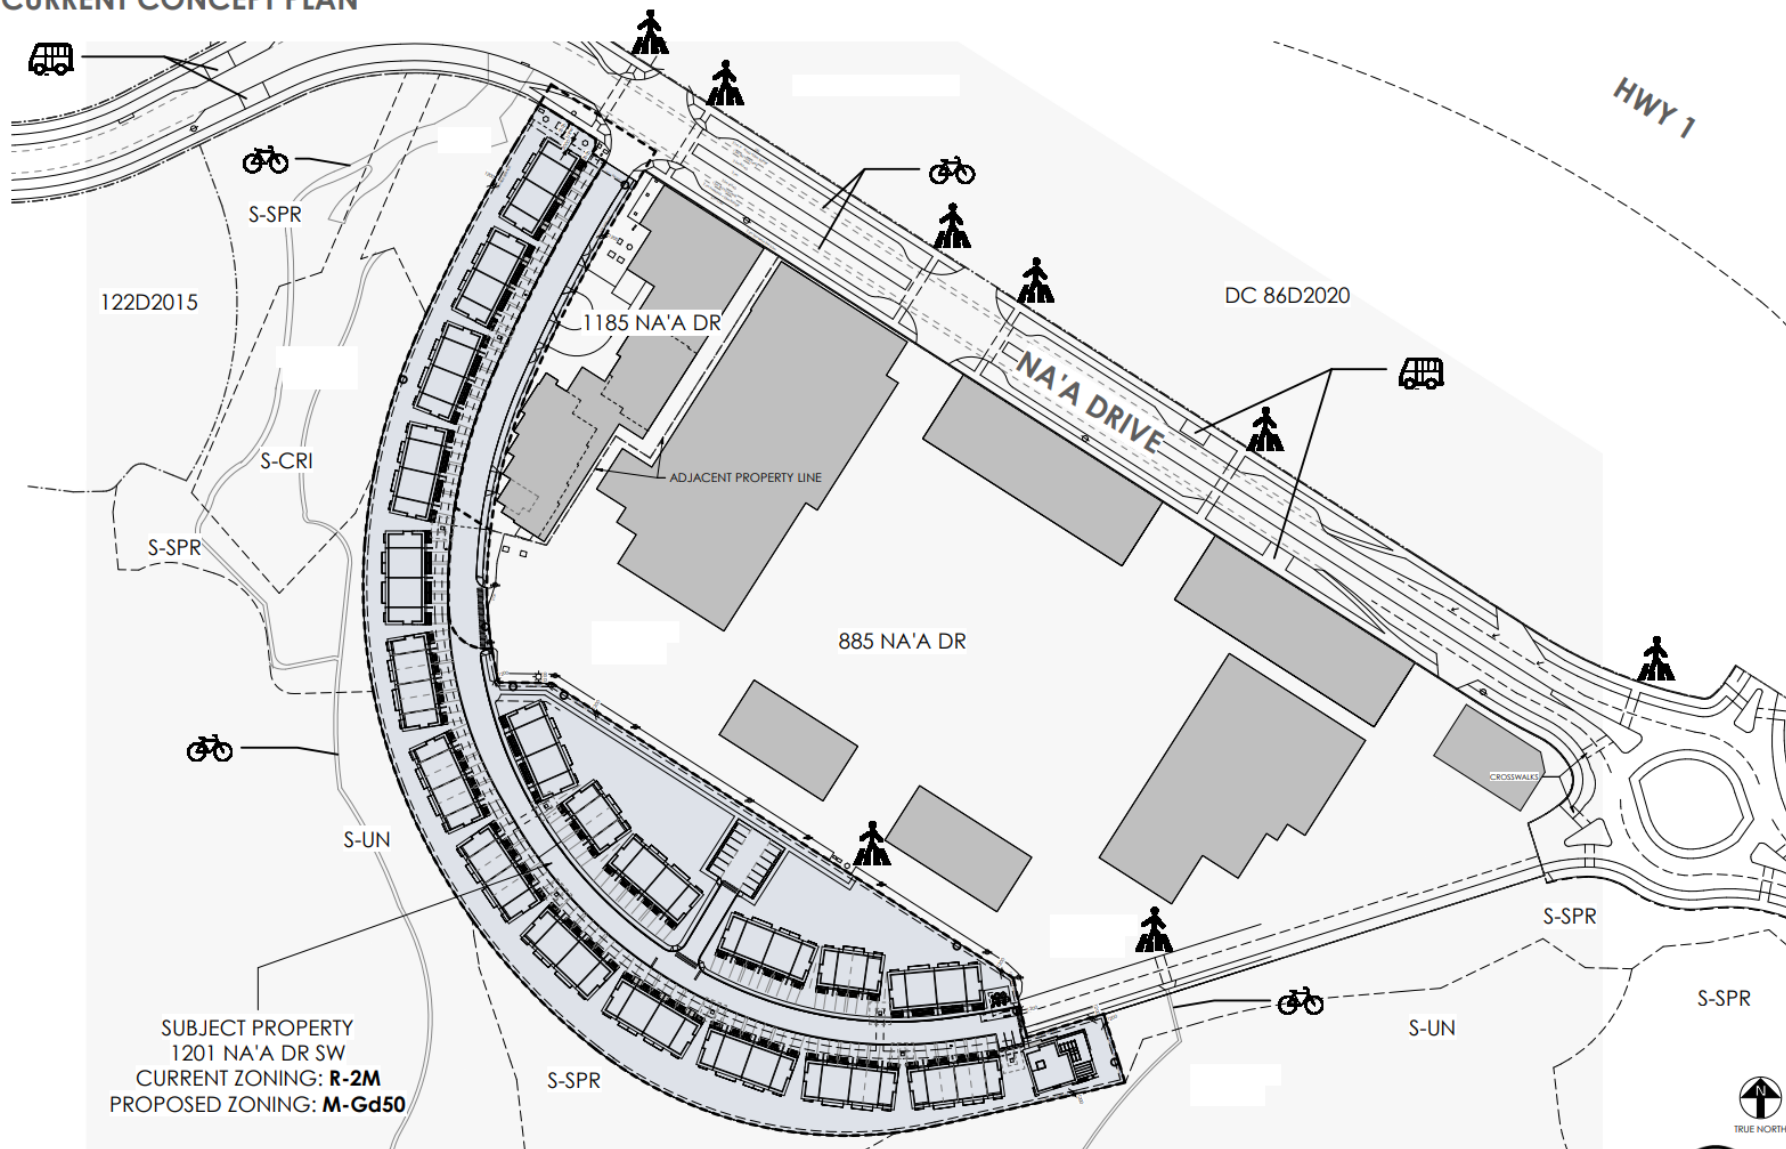 CURRENT CONCEPT PLAN
HWY 1
S-SPR
122D2015
1185 NA'A DR
DC 86D2020
NA'A DRIVE
S-CRI
ADJACENT PROPERTY LINE
S-SPR
885 NA'A DR
CROSSWALKS
S-UN
S-SPR
S-SPR
S-UN
SUBJECT PROPERTY
1201 NA'A DR SW
CURRENT ZONING: R-2M
PROPOSED ZONING: M-Gd50
S-SPR
N
TRUE NORTH